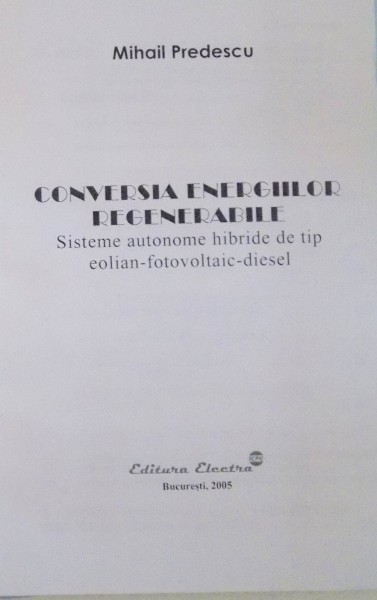 Mihail Predescu
CONVERSIA ENERGIILOR
REGENERABILE
Sisteme autonome hibride de tip
eolian-fotovoltaic-diesel
Editura Electra
București, 2005